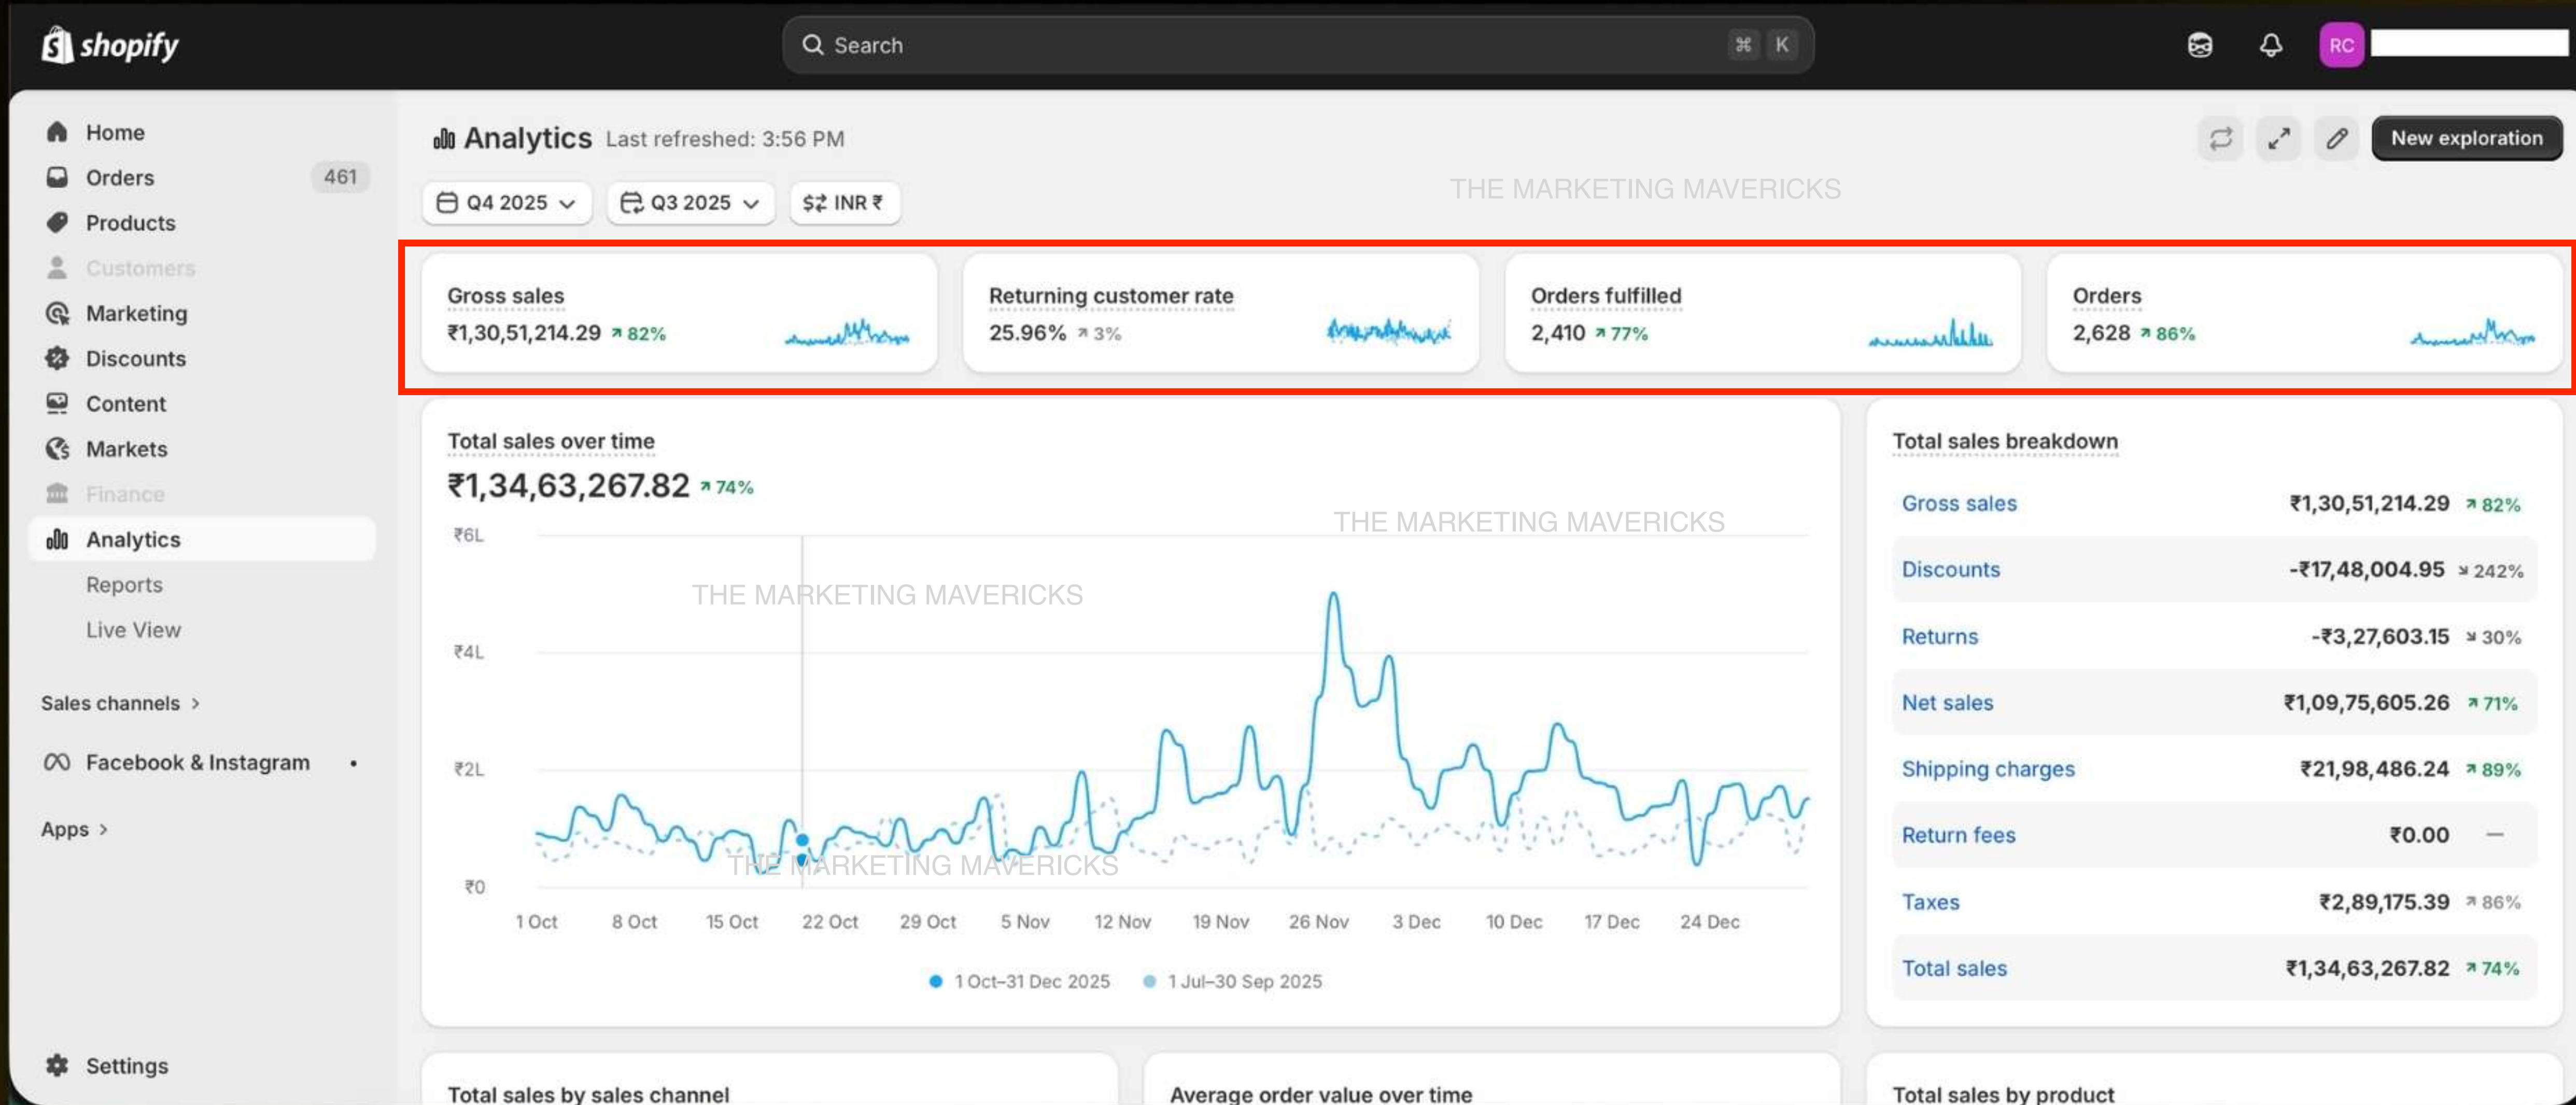 shopify
Search
⌘ K
RC
Home
Orders 461
Products
Customers
Marketing
Discounts
Content
Markets
Finance
Analytics
Reports
Live View
Sales channels >
Facebook & Instagram •
Apps >
Settings
Analytics Last refreshed: 3:56 PM
New exploration
THE MARKETING MAVERICKS
Q4 2025
Q3 2025
$⇄ INR ₹
Gross sales
₹1,30,51,214.29 ↗ 82%
Returning customer rate
25.96% ↗ 3%
Orders fulfilled
2,410 ↗ 77%
Orders
2,628 ↗ 86%
Total sales over time
₹1,34,63,267.82 ↗ 74%
THE MARKETING MAVERICKS
THE MARKETING MAVERICKS
THE MARKETING MAVERICKS
₹6L
₹4L
₹2L
₹0
1 Oct 8 Oct 15 Oct 22 Oct 29 Oct 5 Nov 12 Nov 19 Nov 26 Nov 3 Dec 10 Dec 17 Dec 24 Dec
1 Oct–31 Dec 2025 1 Jul–30 Sep 2025
Total sales breakdown
Gross sales ₹1,30,51,214.29 ↗ 82%
Discounts -₹17,48,004.95 ↘ 242%
Returns -₹3,27,603.15 ↘ 30%
Net sales ₹1,09,75,605.26 ↗ 71%
Shipping charges ₹21,98,486.24 ↗ 89%
Return fees ₹0.00 —
Taxes ₹2,89,175.39 ↗ 86%
Total sales ₹1,34,63,267.82 ↗ 74%
Total sales by sales channel
Average order value over time
Total sales by product